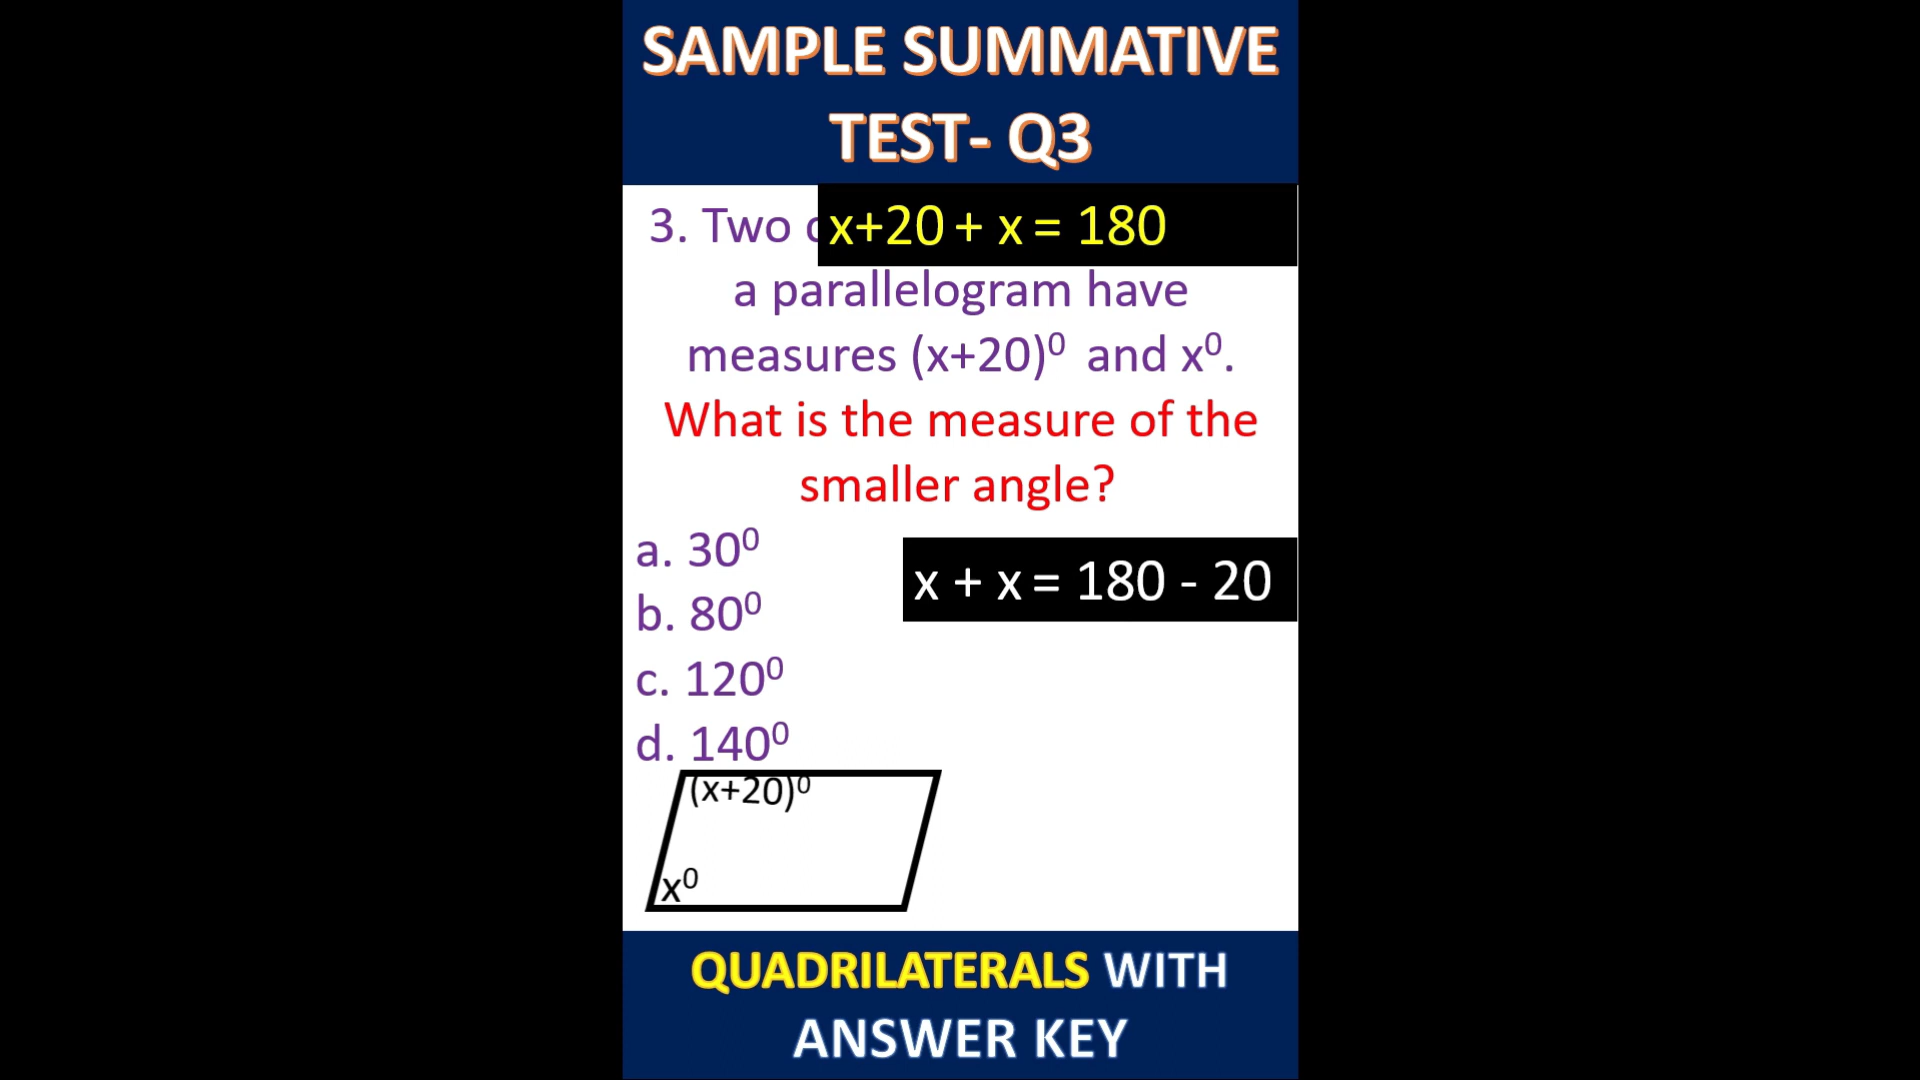 SAMPLE SUMMATIVE
TEST- Q3
3. Two
x+20 + x = 180
a parallelogram have
measures (x+20)⁰ and x⁰.
What is the measure of the
smaller angle?
a. 30⁰
x + x = 180 - 20
b. 80⁰
c. 120⁰
d. 140⁰
(x+20)⁰
x⁰
QUADRILATERALS WITH
ANSWER KEY